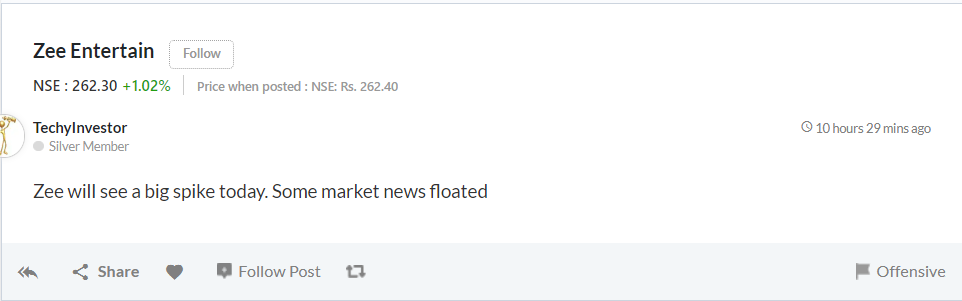 Zee Entertain Follow
NSE : 262.30 +1.02% Price when posted : NSE: Rs. 262.40
TechyInvestor 10 hours 29 mins ago
Silver Member
Zee will see a big spike today. Some market news floated
Share Follow Post Offensive